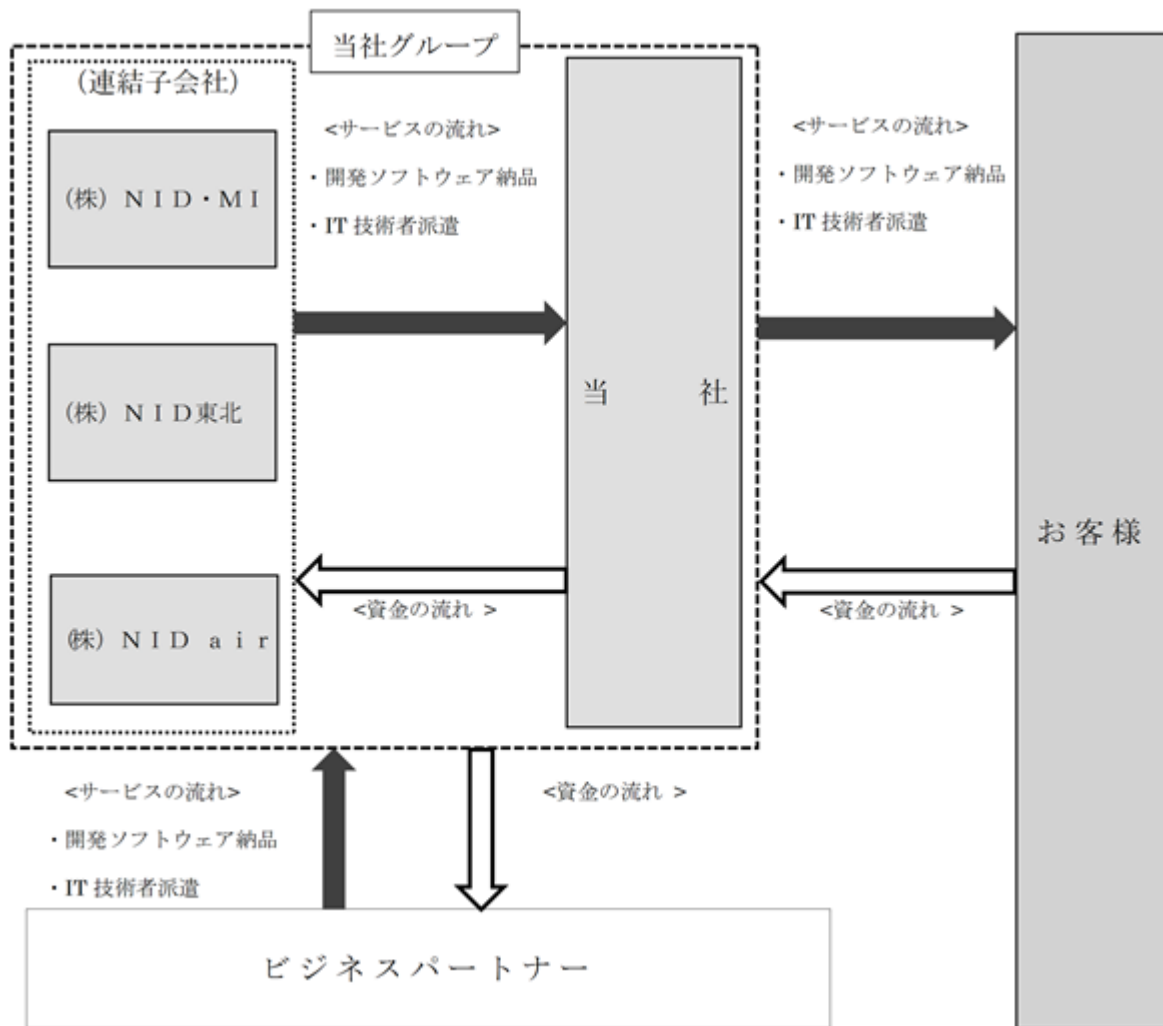 当社グループ
(連結子会社)
(株) ＮＩＤ・ＭＩ
(株) ＮＩＤ東北
(株) ＮＩＤ ａｉｒ
<サービスの流れ>
・開発ソフトウェア納品
・IT 技術者派遣
<資金の流れ >
当　　社
<サービスの流れ>
・開発ソフトウェア納品
・IT 技術者派遣
<資金の流れ >
お客様
<サービスの流れ>
・開発ソフトウェア納品
・IT 技術者派遣
<資金の流れ >
ビジネスパートナー